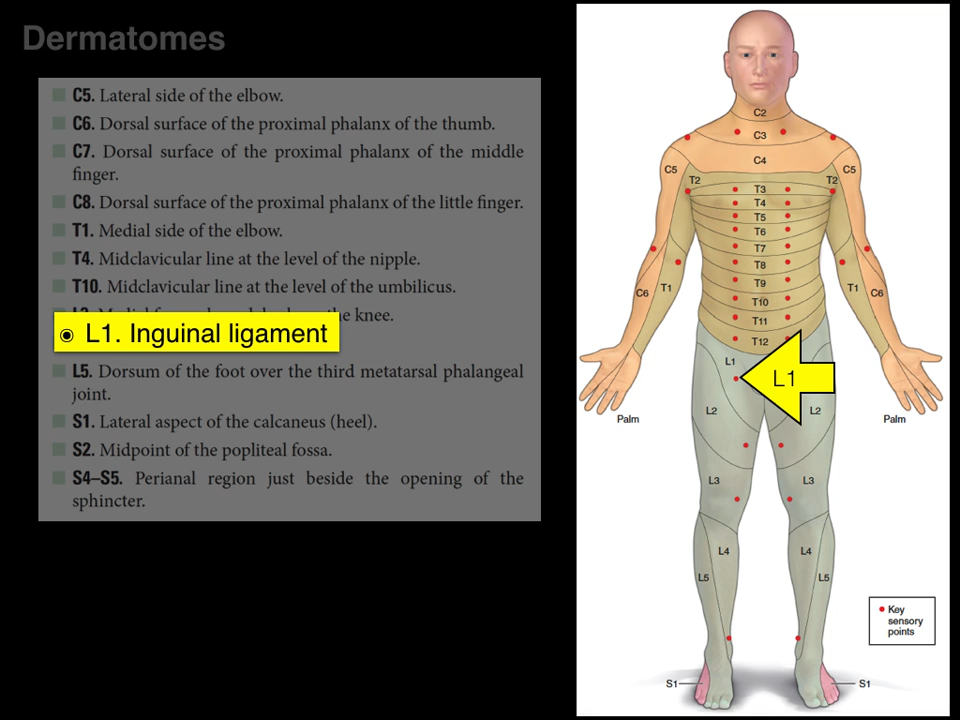 Dermatomes
C5. Lateral side of the elbow.
C6. Dorsal surface of the proximal phalanx of the thumb.
C7. Dorsal surface of the proximal phalanx of the middle
finger.
C8. Dorsal surface of the proximal phalanx of the little finger.
T1. Medial side of the elbow.
T4. Midclavicular line at the level of the nipple.
T10. Midclavicular line at the level of the umbilicus.
knee.
L1. Inguinal ligament
L5. Dorsum of the foot over the third metatarsal phalangeal
joint.
S1. Lateral aspect of the calcaneus (heel).
S2. Midpoint of the popliteal fossa.
S4–S5. Perianal region just beside the opening of the
sphincter.
C2
C3
C4
C5 C5
T2 T2
T3
T4
T5
T6
T7
T8
T9
T1 T1
C6 C6
T10
T11
T12
L1
L1
L2 L2
Palm Palm
L3 L3
L4 L4
L5 L5
Key
sensory
points
S1 S1